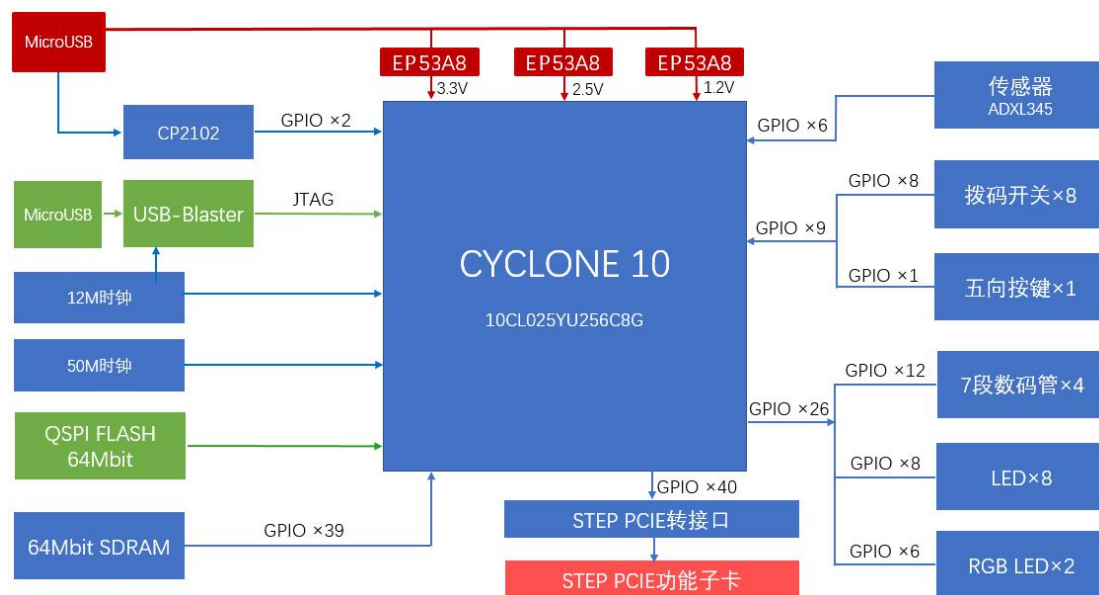 MicroUSB
EP53A8
EP53A8
EP53A8
3.3V
2.5V
1.2V
CP2102
GPIO ×2
MicroUSB
USB-Blaster
JTAG
12M时钟
50M时钟
QSPI FLASH
64Mbit
64Mbit SDRAM
GPIO ×39
CYCLONE 10
10CL025YU256C8G
GPIO ×40
STEP PCIE转接口
STEP PCIE功能子卡
GPIO ×6
传感器
ADXL345
GPIO ×9
GPIO ×8
拨码开关×8
GPIO ×1
五向按键×1
GPIO ×26
GPIO ×12
7段数码管×4
GPIO ×8
LED×8
GPIO ×6
RGB LED×2